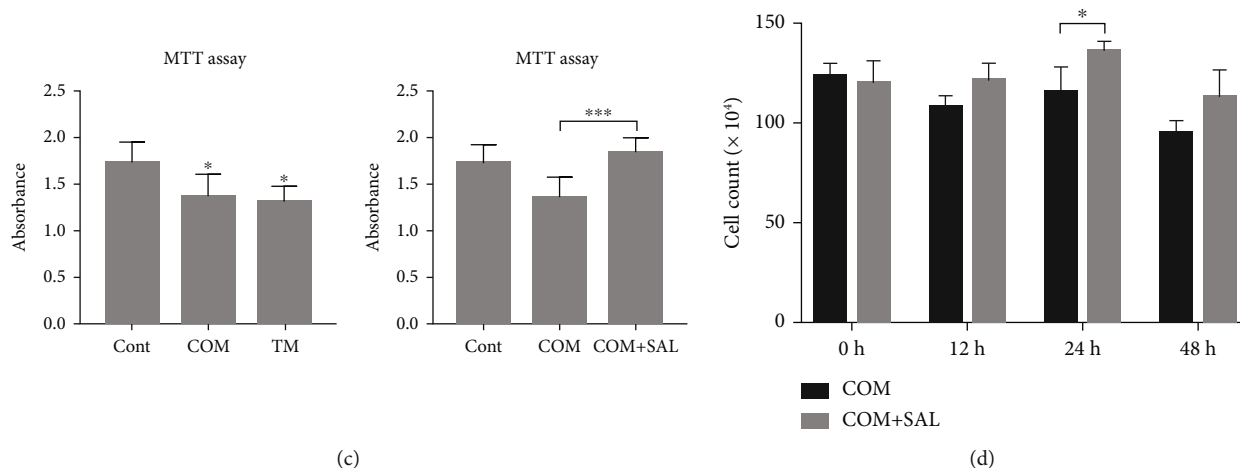 MTT assay
Absorbance
2.5
2.0
1.5
1.0
0.5
0.0
*
*
Cont COM TM
MTT assay
Absorbance
2.5
2.0
1.5
1.0
0.5
0.0
***
Cont COM COM+SAL
(c)
Cell count (× 10⁴)
150
100
50
0
*
0 h 12 h 24 h 48 h
COM
COM+SAL
(d)